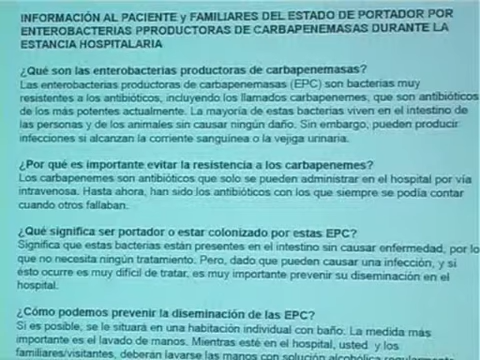 INFORMACIÓN AL PACIENTE y FAMILIARES DEL ESTADO DE PORTADOR POR
ENTEROBACTERIAS PPRODUCTORAS DE CARBAPENEMASAS DURANTE LA
ESTANCIA HOSPITALARIA
¿Qué son las enterobacterias productoras de carbapenemasas?
Las enterobacterias productoras de carbapenemasas (EPC) son bacterias muy
resistentes a los antibióticos, incluyendo los llamados carbapenemes, que son antibióticos
de los más potentes actualmente. La mayoría de estas bacterias viven en el intestino de
las personas y de los animales sin causar ningún daño. Sin embargo, pueden producir
infecciones si alcanzan la corriente sanguínea o la vejiga urinaria.
¿Por qué es importante evitar la resistencia a los carbapenemes?
Los carbapenemes son antibióticos que solo se pueden administrar en el hospital por vía
intravenosa. Hasta ahora, han sido los antibióticos con los que siempre se podía contar
cuando otros fallaban.
¿Qué significa ser portador o estar colonizado por estas EPC?
Significa que estas bacterias están presentes en el intestino sin causar enfermedad, por lo
que no necesita ningún tratamiento. Pero, dado que pueden causar una infección, y si
ésto ocurre es muy difícil de tratar, es muy importante prevenir su diseminación en el
hospital.
¿Cómo podemos prevenir la diseminación de las EPC?
Si es posible, se le situará en una habitación individual con baño. La medida más
importante es el lavado de manos. Mientras esté en el hospital, usted y los
familiares/visitantes, deberán lavarse las manos con solución alcohólica regularmente